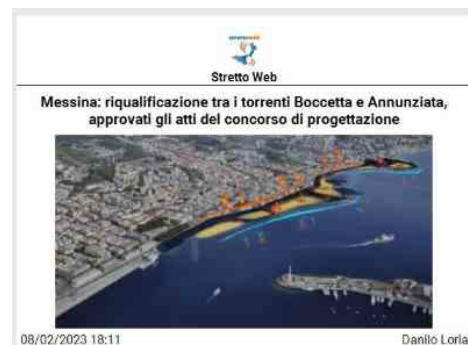 Stretto Web
Messina: riqualificazione tra i torrenti Boccetta e Annunziata,
approvati gli atti del concorso di progettazione
08/02/2023 18:11
Danilo Loria